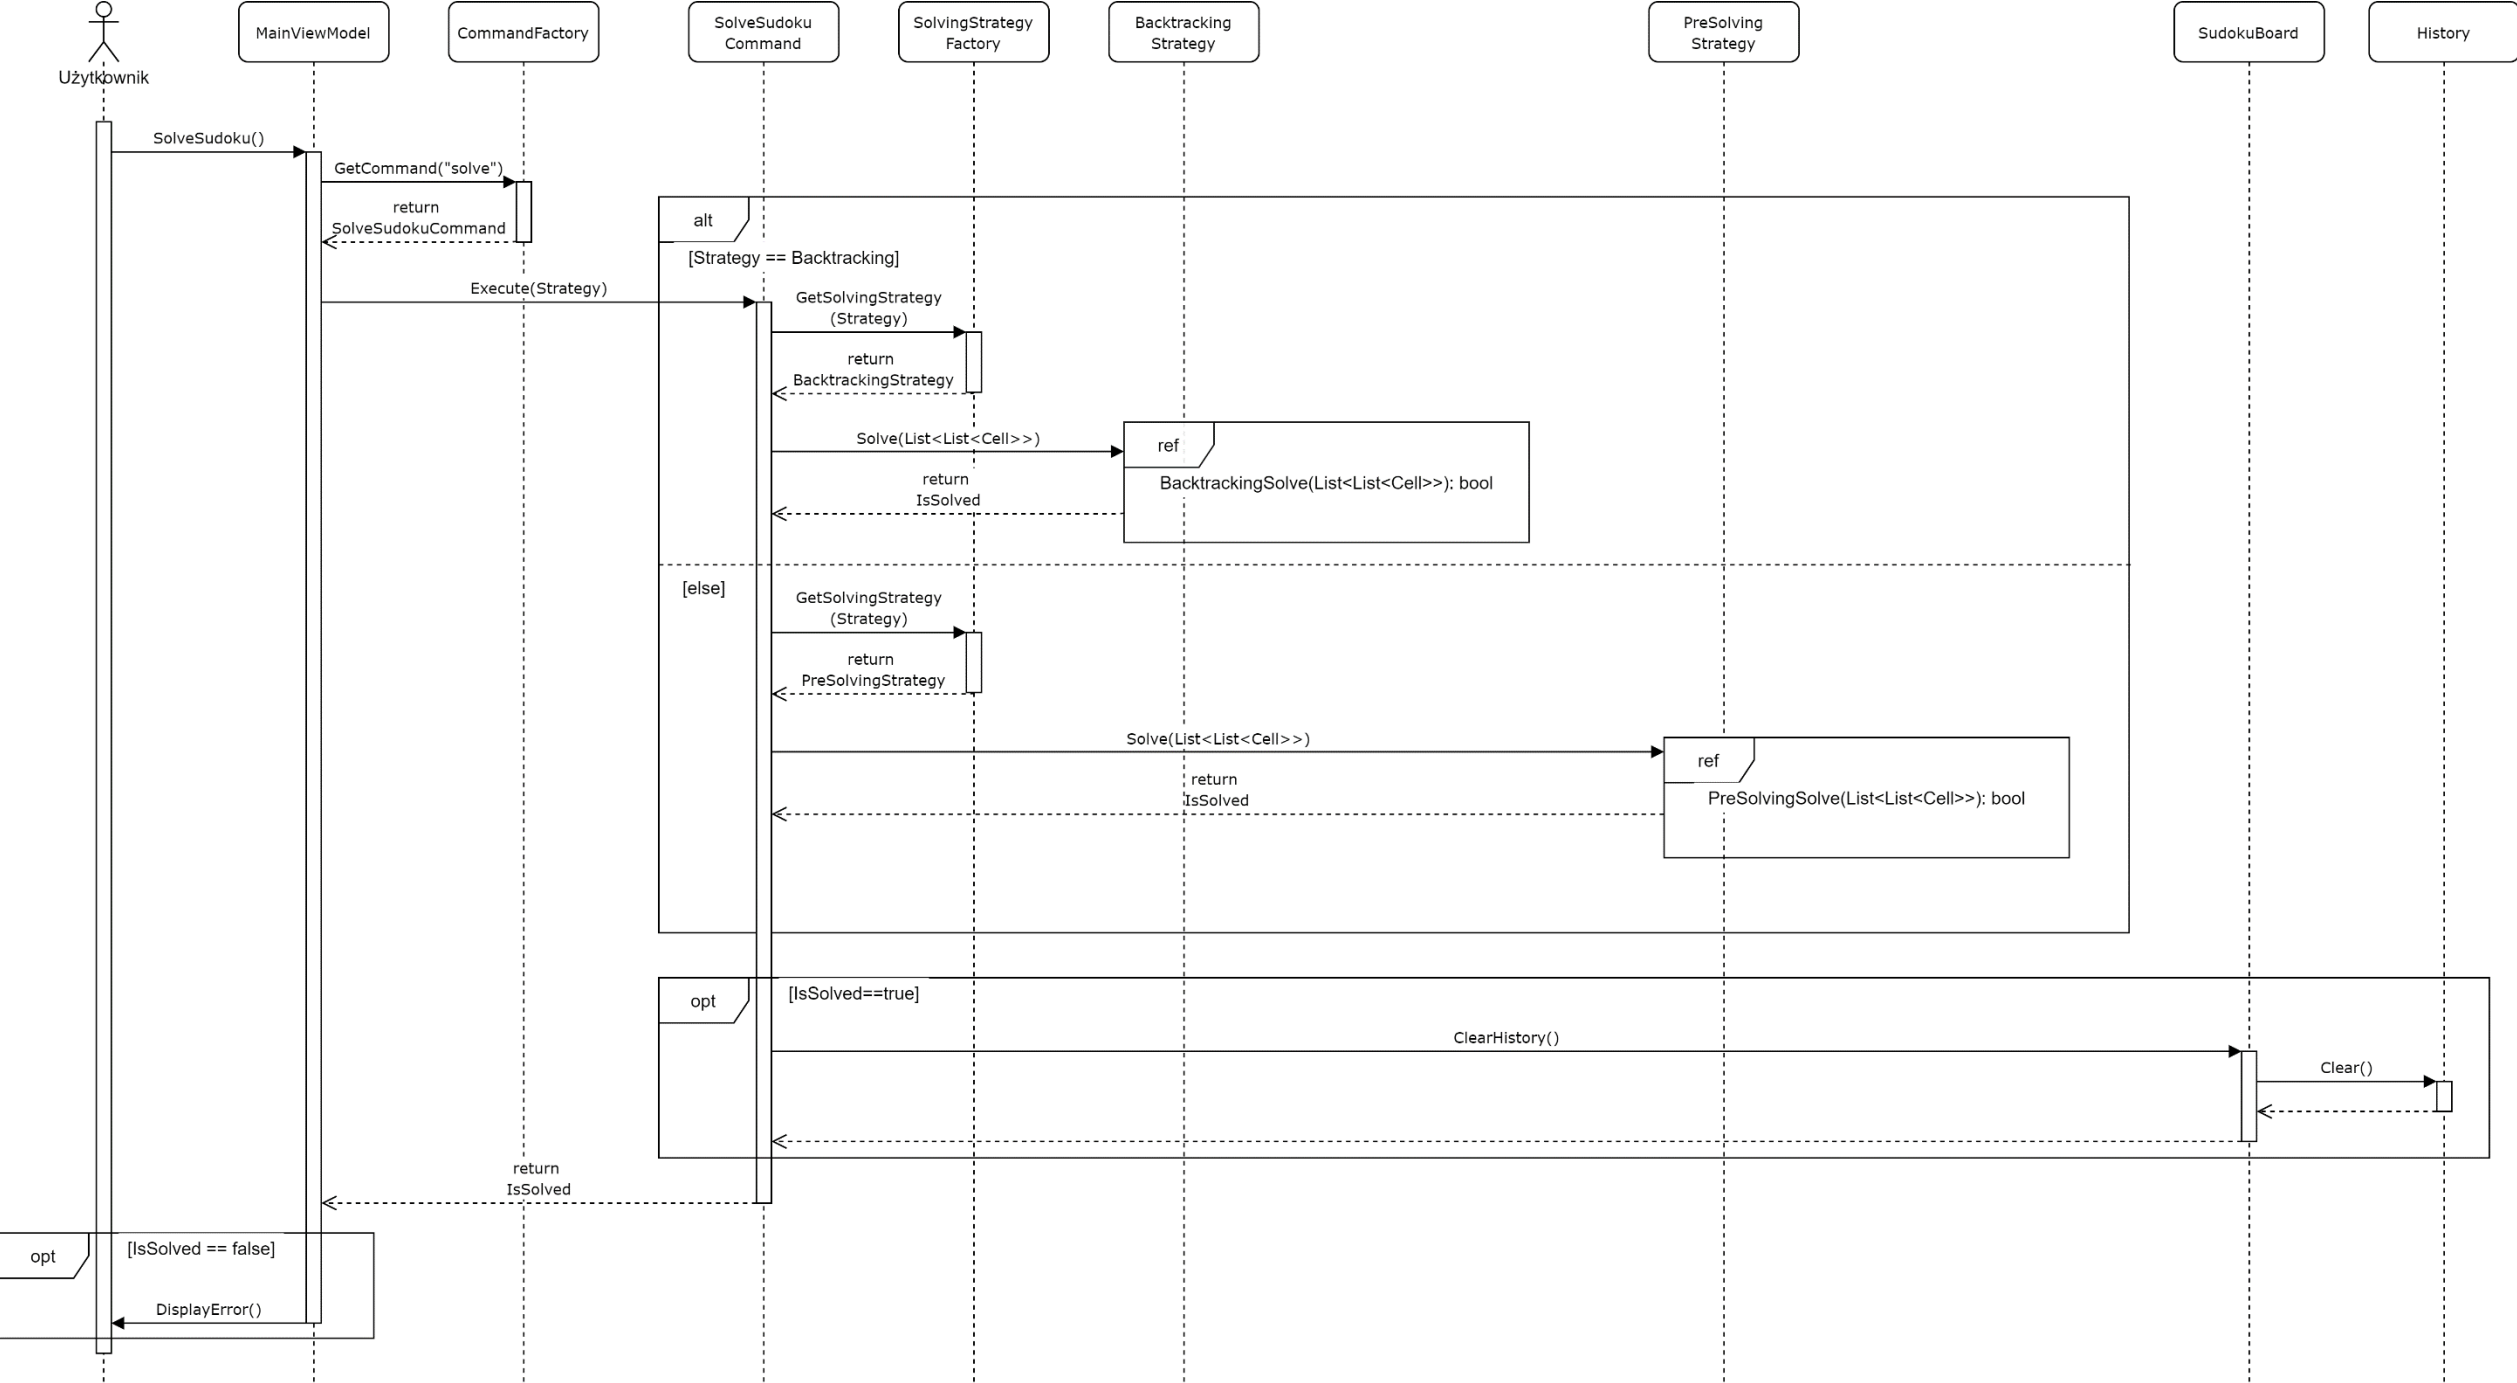 Użytkownik
MainViewModel
CommandFactory
SolveSudoku
Command
SolvingStrategy
Factory
Backtracking
Strategy
PreSolving
Strategy
SudokuBoard
History
SolveSudoku()
GetCommand("solve")
return
SolveSudokuCommand
alt
[Strategy == Backtracking]
Execute(Strategy)
GetSolvingStrategy
(Strategy)
return
BacktrackingStrategy
Solve(List<List<Cell>>)
ref
BacktrackingSolve(List<List<Cell>>): bool
return
IsSolved
[else]
GetSolvingStrategy
(Strategy)
return
PreSolvingStrategy
Solve(List<List<Cell>>)
ref
PreSolvingSolve(List<List<Cell>>): bool
return
IsSolved
opt
[IsSolved==true]
ClearHistory()
Clear()
return
IsSolved
opt
[IsSolved == false]
DisplayError()